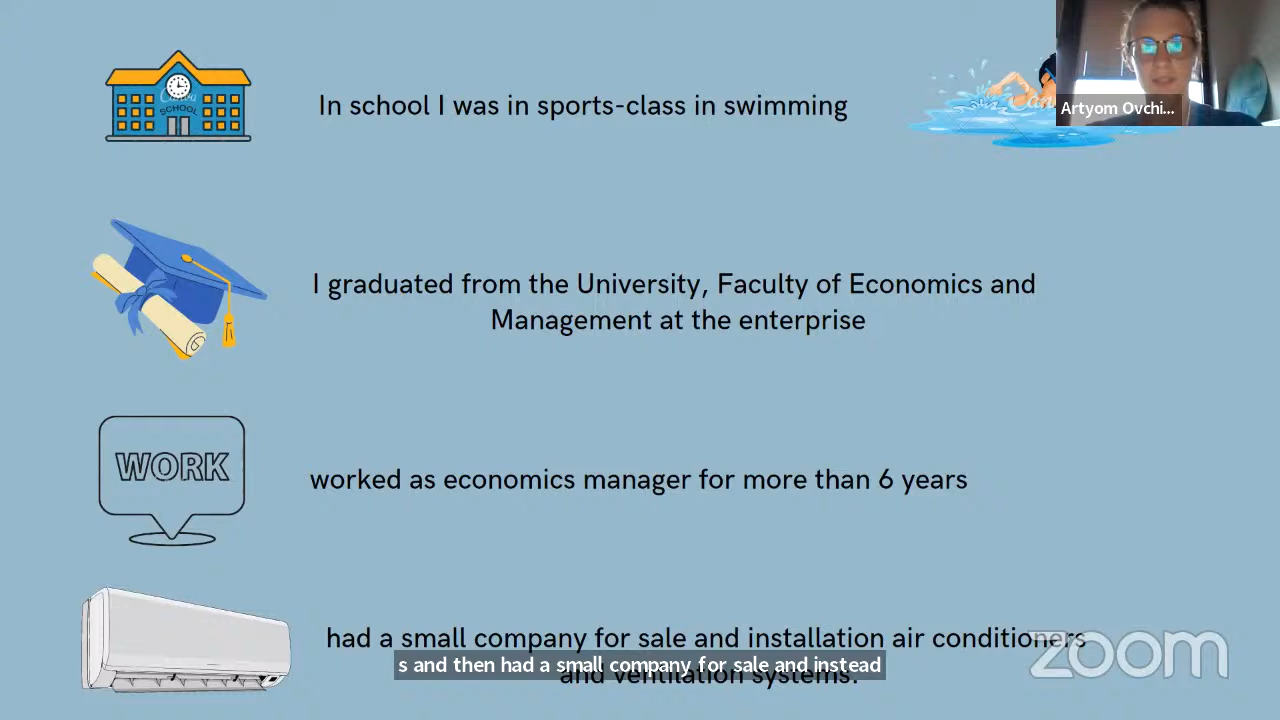 In school I was in sports-class in swimming
Artyom Ovchi...
SCHOOL
I graduated from the University, Faculty of Economics and
Management at the enterprise
WORK
worked as economics manager for more than 6 years
had a small company for sale and installation air conditioners
s and then had a small company for sale and instead
and ventilation systems.
zoom